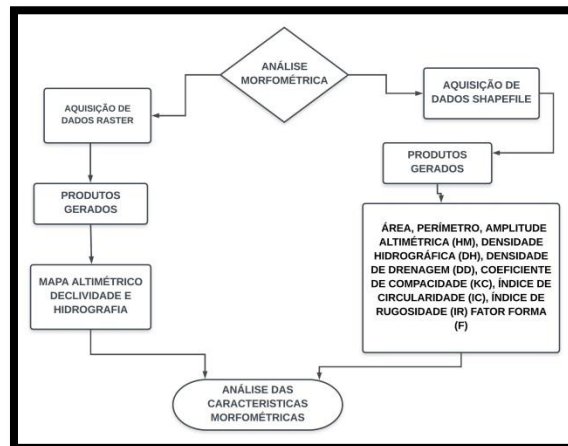 ANÁLISE
MORFOMÉTRICA
AQUISIÇÃO DE
DADOS RASTER
AQUISIÇÃO DE
DADOS SHAPEFILE
PRODUTOS
GERADOS
PRODUTOS
GERADOS
MAPA ALTIMÉTRICO
DECLIVIDADE E
HIDROGRAFIA
ÁREA, PERÍMETRO, AMPLITUDE
ALTIMÉTRICA (HM), DENSIDADE
HIDROGRÁFICA (DH), DENSIDADE
DE DRENAGEM (DD), COEFICIENTE
DE COMPACIDADE (KC), ÍNDICE DE
CIRCULARIDADE (IC), ÍNDICE DE
RUGOSIDADE (IR) FATOR FORMA
(F)
ANÁLISE DAS
CARACTERISTICAS
MORFOMÉTRICAS